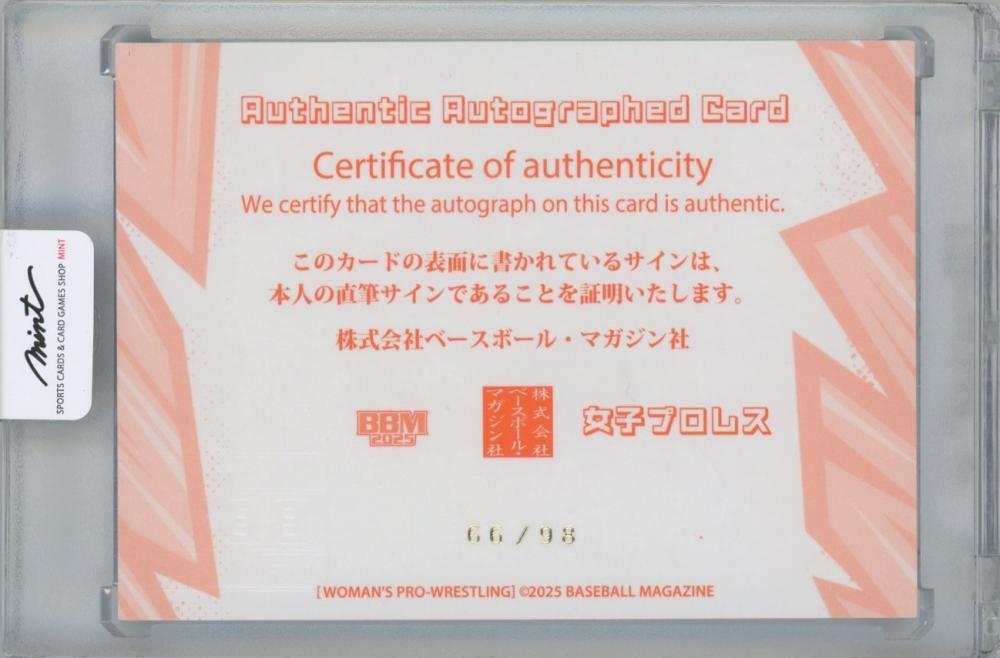 Authentic Autographed Card
Certificate of authenticity
We certify that the autograph on this card is authentic.
このカードの表面に書かれているサインは、
本人の直筆サインであることを証明いたします。
株式会社ベースボール・マガジン社
mint
SPORTS CARDS & CARD GAMES SHOP MINT
BBM
2025
株式会社
ベースボール・
マガジン社
女子プロレス
66/98
[WOMAN'S PRO-WRESTLING] ©2025 BASEBALL MAGAZINE